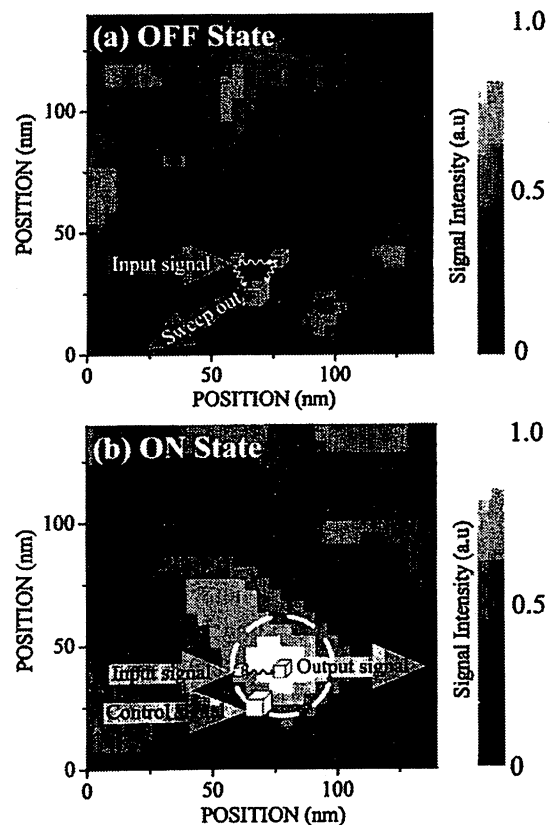 (a) OFF State
1.0
100
POSITION (nm)
50
Input signal
Sweep out
0
0
50
100
POSITION (nm)
Signal Intensity (a.u)
0.5
0
(b) ON State
1.0
100
POSITION (nm)
50
Input signal
Output signal
Control signal
0
0
50
100
POSITION (nm)
Signal Intensity (a.u)
0.5
0